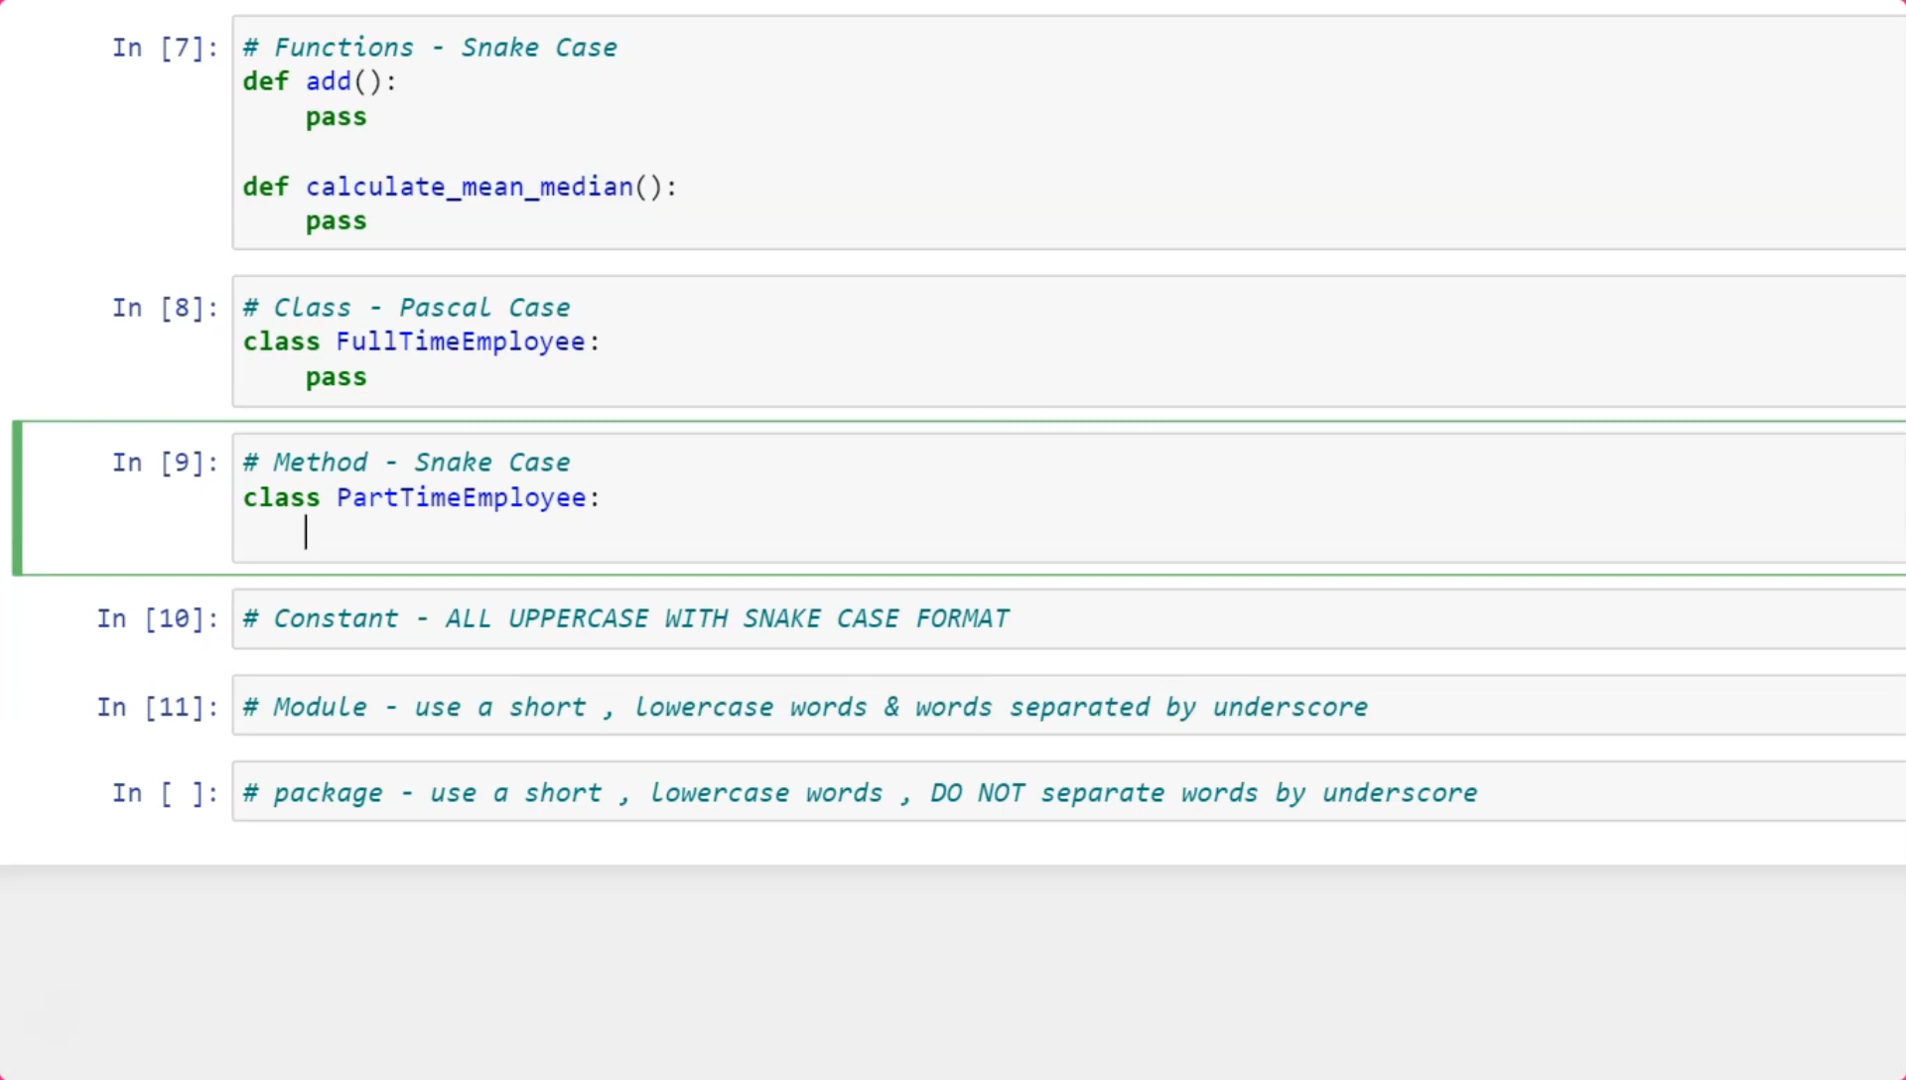 In [7]: # Functions - Snake Case
def add():
    pass
def calculate_mean_median():
    pass
In [8]: # Class - Pascal Case
class FullTimeEmployee:
    pass
In [9]: # Method - Snake Case
class PartTimeEmployee:
In [10]: # Constant - ALL UPPERCASE WITH SNAKE CASE FORMAT
In [11]: # Module - use a short , lowercase words & words separated by underscore
In [ ]: # package - use a short , lowercase words , DO NOT separate words by underscore